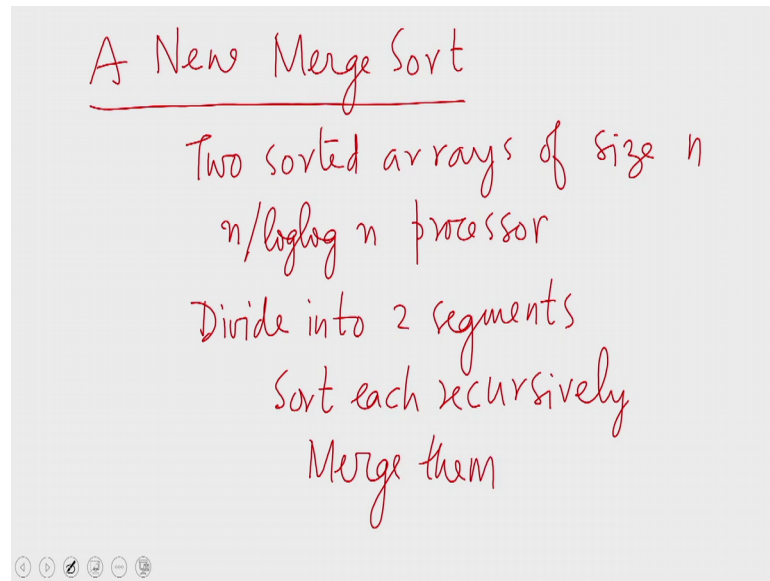 A New Merge Sort
Two sorted arrays of size n
n/loglog n processor
Divide into 2 segments
Sort each recursively
Merge them